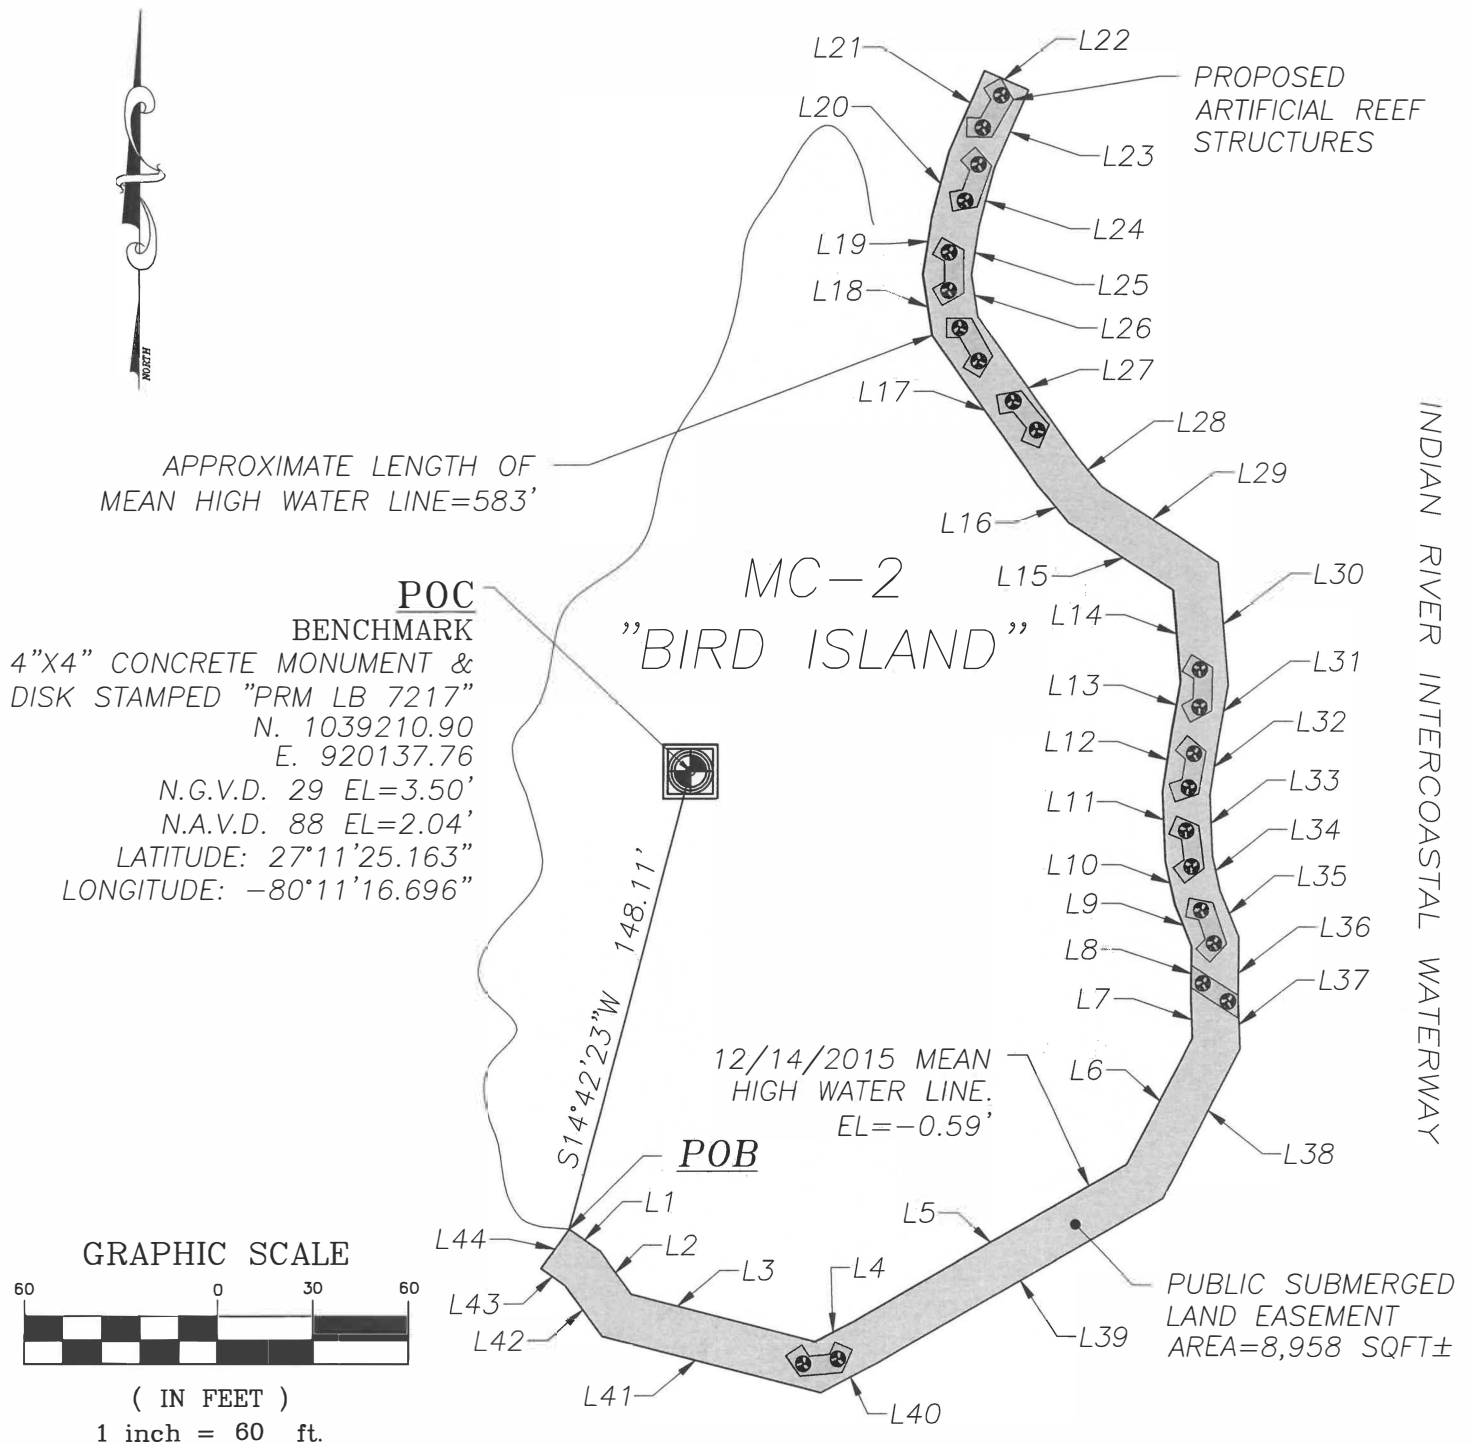 L21
L22
PROPOSED
ARTIFICIAL REEF
STRUCTURES
L20
L23
L24
L19
L25
L18
L26
L27
L17
L28
L29
L16
L15
L30
L14
L31
L13
L32
L12
L33
L11
L34
L10
L35
L9
L36
L8
L37
L7
L6
L38
L5
L39
L4
L40
L3
L41
L2
L42
L1
L43
L44
NORTH
APPROXIMATE LENGTH OF
MEAN HIGH WATER LINE=583'
MC-2
"BIRD ISLAND"
POC
BENCHMARK
4"X4" CONCRETE MONUMENT &
DISK STAMPED "PRM LB 7217"
N. 1039210.90
E. 920137.76
N.G.V.D. 29 EL=3.50'
N.A.V.D. 88 EL=2.04'
LATITUDE: 27°11'25.163"
LONGITUDE: -80°11'16.696"
S14°42'23"W 148.11'
INDIAN RIVER INTERCOASTAL WATERWAY
12/14/2015 MEAN
HIGH WATER LINE.
EL=-0.59'
POB
PUBLIC SUBMERGED
LAND EASEMENT
AREA=8,958 SQFT±
GRAPHIC SCALE
60 0 30 60
( IN FEET )
1 inch = 60 ft.